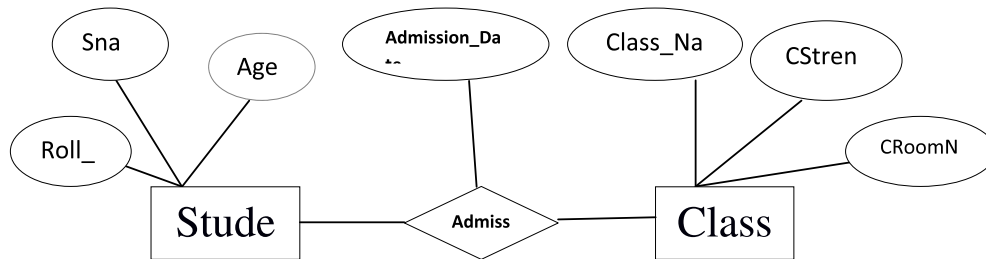 Sna
Age
Admission_Da
Class_Na
CStren
Roll_
CRoomN
Stude
Admiss
Class